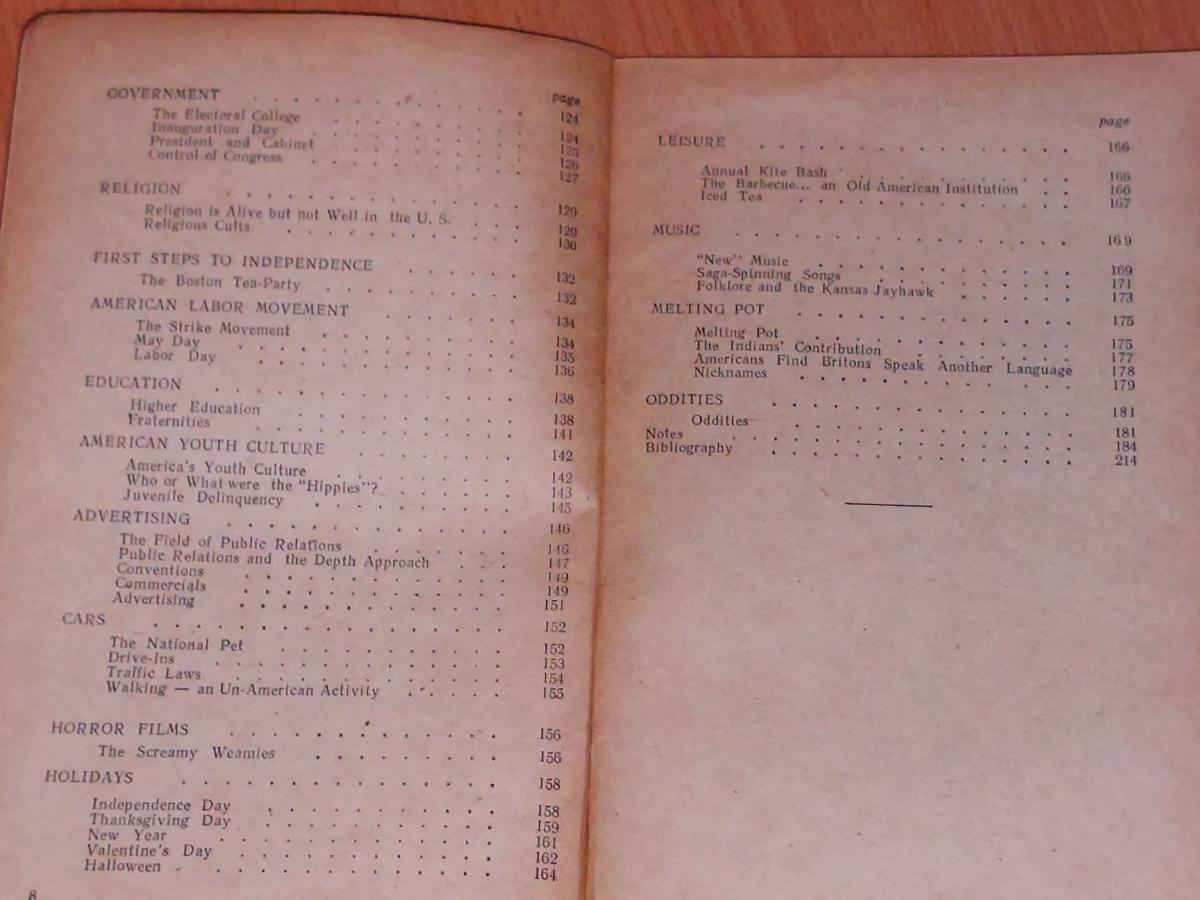 page
GOVERNMENT . . . . . . . . . . 124
The Electoral College . . . . . . . 124
Inauguration Day . . . . . . . 125
President and Cabinet . . . . . . . 126
Control of Congress . . . . . . . 127
RELIGION . . . . . . . . . . 129
Religion is Alive but not Well in the U. S. . . . 129
Religious Cults . . . . . . . . 130
FIRST STEPS TO INDEPENDENCE . . . . . 132
The Boston Tea-Party . . . . . . . 132
AMERICAN LABOR MOVEMENT . . . . . 134
The Strike Movement . . . . . . . 134
May Day . . . . . . . . . 135
Labor Day . . . . . . . . 136
EDUCATION . . . . . . . . . . 138
Higher Education . . . . . . . 138
Fraternities . . . . . . . . 141
AMERICAN YOUTH CULTURE . . . . . 142
America's Youth Culture . . . . . . 142
Who or What were the "Hippies"? . . . . 143
Juvenile Delinquency . . . . . . 145
ADVERTISING . . . . . . . . . 146
The Field of Public Relations . . . . . 146
Public Relations and the Depth Approach . . . 147
Conventions . . . . . . . . 149
Commercials . . . . . . . . 149
Advertising . . . . . . . . 151
CARS . . . . . . . . . . . 152
The National Pet . . . . . . . 152
Drive-Ins . . . . . . . . . 153
Traffic Laws . . . . . . . . 154
Walking — an Un-American Activity . . . . 155
HORROR FILMS . . . . . . . . . 156
The Screamy Weamies . . . . . . 156
HOLIDAYS . . . . . . . . . . 158
Independence Day . . . . . . . 158
Thanksgiving Day . . . . . . . 159
New Year . . . . . . . . . 161
Valentine's Day . . . . . . . . 162
Halloween . . . . . . . . . 164
8
page
LEISURE . . . . . . . . . . 166
Annual Kite Bash . . . . . . . 166
The Barbecue... an Old American Institution . . 166
Iced Tea . . . . . . . . . 167
MUSIC . . . . . . . . . . 169
"New" Music . . . . . . . . 169
Saga-Spinning Songs . . . . . . . 171
Folklore and the Kansas Jayhawk . . . . 173
MELTING POT . . . . . . . . . 175
Melting Pot . . . . . . . . 175
The Indians' Contribution . . . . . . 177
Americans Find Britons Speak Another Language 178
Nicknames . . . . . . . . . 179
ODDITIES . . . . . . . . . . 181
Oddities . . . . . . . . . 181
Notes . . . . . . . . . . 184
Bibliography . . . . . . . . . 214